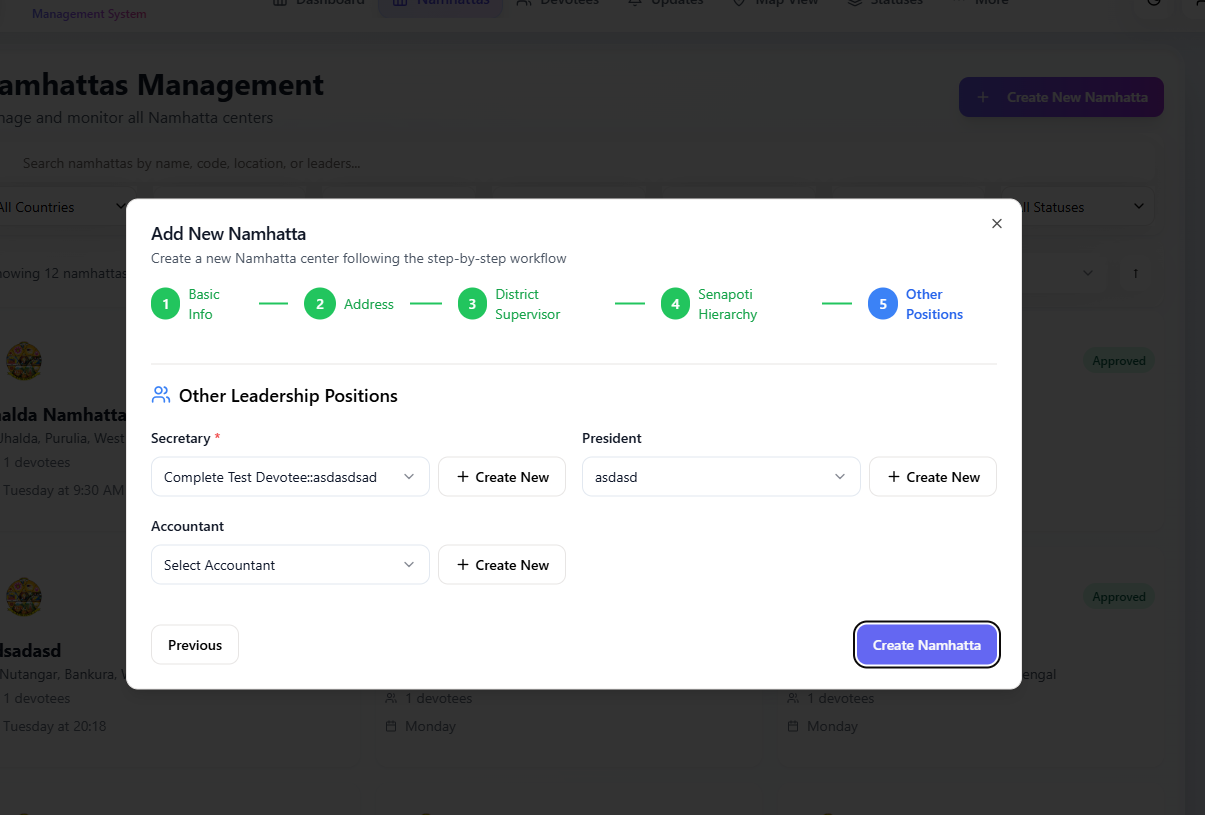 Management System
Dashboard
Namhattas
Devotees
Updates
Map View
Statuses
More
amhattas Management
nage and monitor all Namhatta centers
+ Create New Namhatta
Search namhattas by name, code, location, or leaders...
All Countries
ll Statuses
owing 12 namhattas
Add New Namhatta
Create a new Namhatta center following the step-by-step workflow
1
Basic
Info
2
Address
3
District
Supervisor
4
Senapoti
Hierarchy
5
Other
Positions
Other Leadership Positions
Secretary *
President
Complete Test Devotee::asdasdsad
+ Create New
asdasd
+ Create New
Accountant
Select Accountant
+ Create New
Previous
Create Namhatta
Approved
alda Namhatta
Jhalda, Purulia, West
1 devotees
Tuesday at 9:30 AM
Approved
lsadasd
Nutangar, Bankura,
engal
1 devotees
1 devotees
1 devotees
Tuesday at 20:18
Monday
Monday